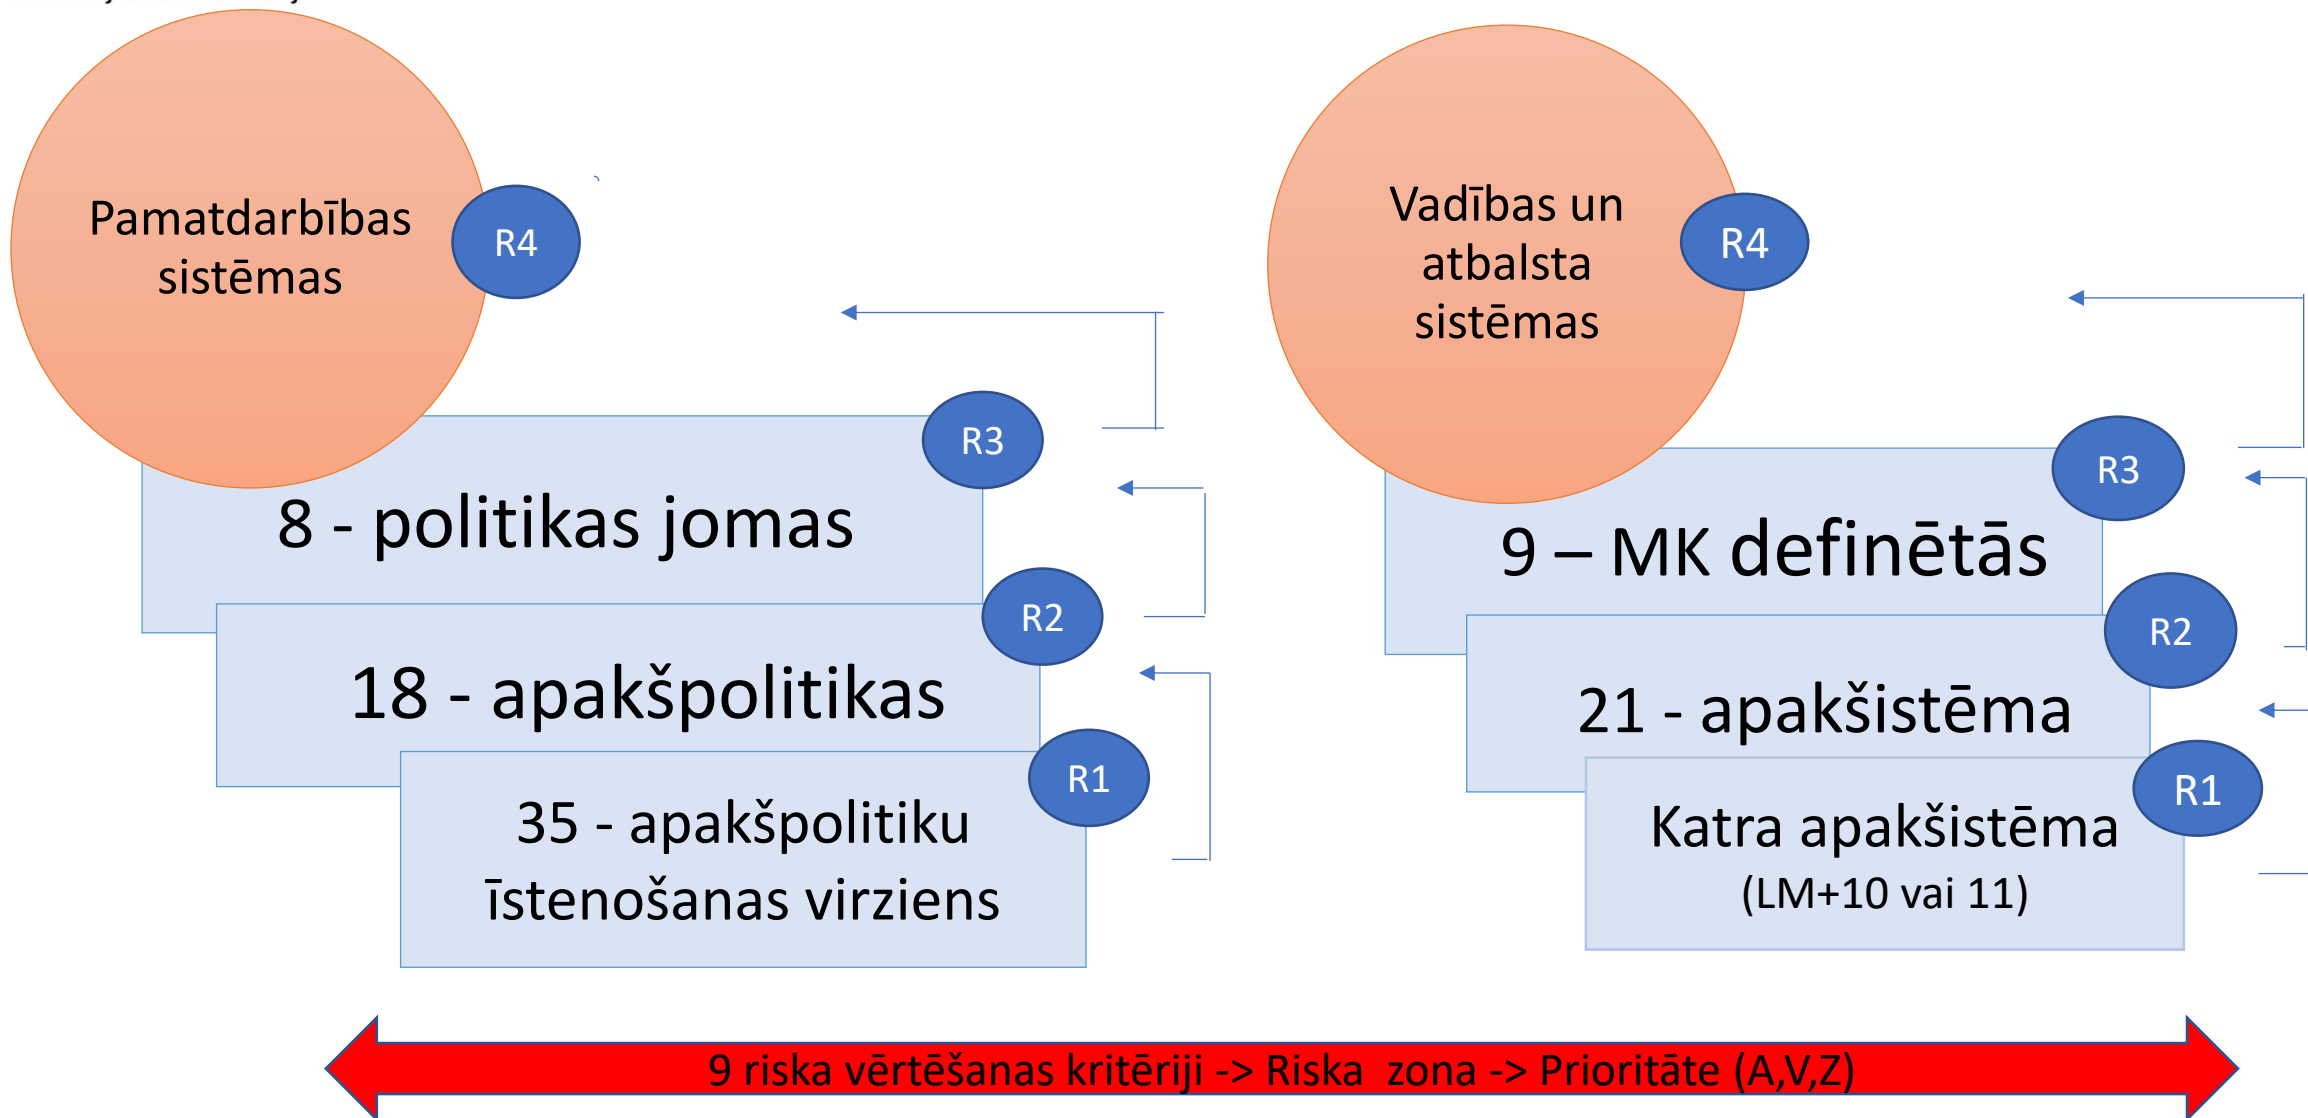 Pamatdarbības
sistēmas
R4
R3
8 - politikas jomas
R2
18 - apakšpolitikas
R1
35 - apakšpolitiku
īstenošanas virziens
Vadības un
atbalsta
sistēmas
R4
R3
9 – MK definētās
R2
21 - apakšistēma
R1
Katra apakšistēma
(LM+10 vai 11)
9 riska vērtēšanas kritēriji -> Riska zona -> Prioritāte (A,V,Z)